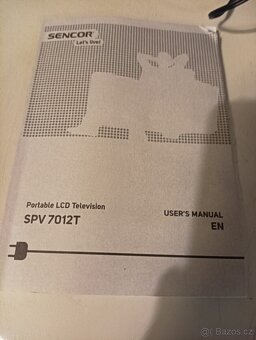 SENCOR
Let's Live!
Portable LCD Television
SPV 7012T
USER'S MANUAL
EN
© Bazos.cz